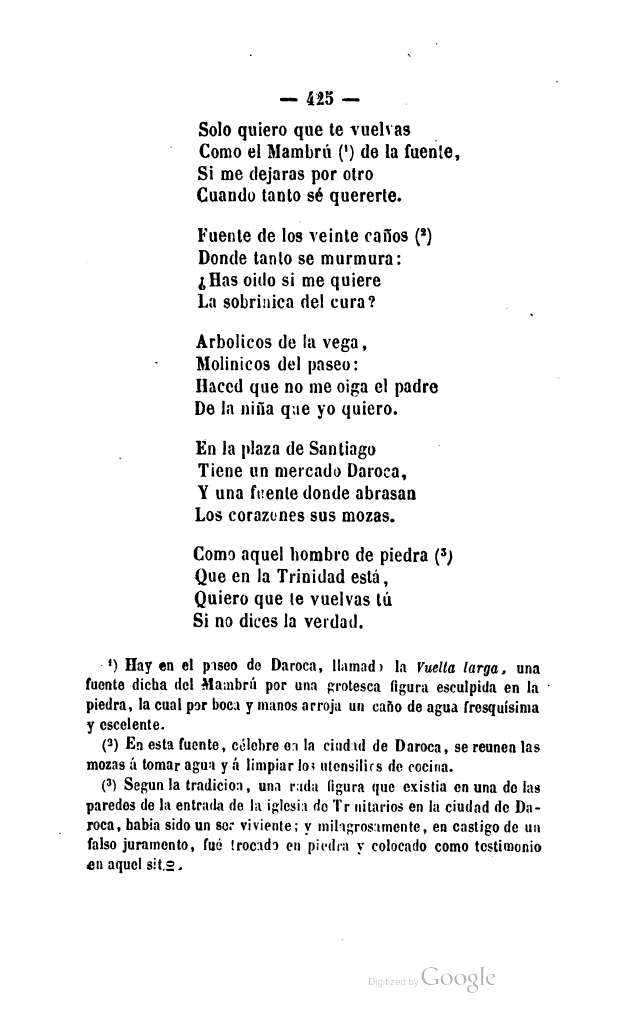 — 425 —
Solo quiero que te vuelvas
Como el Mambrú (¹) de la fuente,
Si me dejaras por otro
Cuando tanto sé quererte.
Fuente de los veinte caños (²)
Donde tanto se murmura:
¿Has oido si me quiere
La sobrinica del cura?
Arbolicos de la vega,
Molinicos del paseo:
Haced que no me oiga el padre
De la niña que yo quiero.
En la plaza de Santiago
Tiene un mercado Daroca,
Y una fuente donde abrasan
Los corazones sus mozas.
Como aquel hombre de piedra (³)
Que en la Trinidad está,
Quiero que te vuelvas tú
Si no dices la verdad.
¹) Hay en el paseo de Daroca, llamado la Vuelta larga, una
fuente dicha del Mambrú por una grotesca figura esculpida en la
piedra, la cual por boca y manos arroja un caño de agua fresquísima
y escelente.
(²) En esta fuente, célebre en la ciudad de Daroca, se reunen las
mozas á tomar agua y á limpiar los utensilios de cocina.
(³) Segun la tradicion, una ruda figura que existia en una de las
paredes de la entrada de la iglesia de Trinitarios en la ciudad de Da-
roca, habia sido un ser viviente; y milagrosamente, en castigo de un
falso juramento, fué trocado en piedra y colocado como testimonio
en aquel sitio.
Digitized by Google